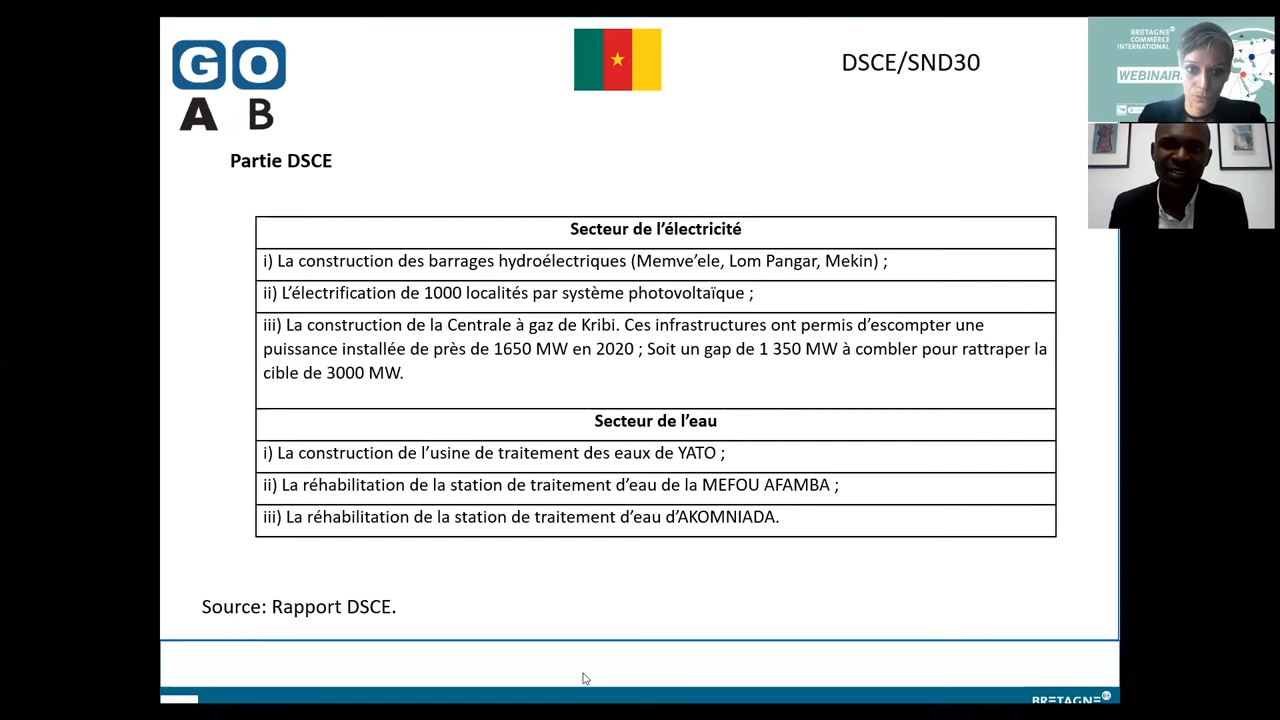 GO
A B
DSCE/SND30
BRETAGNE
COMMERCE
INTERNATIONAL
WEBINAIR
Partie DSCE
Secteur de l’électricité
i) La construction des barrages hydroélectriques (Memve’ele, Lom Pangar, Mekin) ;
ii) L’électrification de 1000 localités par système photovoltaïque ;
iii) La construction de la Centrale à gaz de Kribi. Ces infrastructures ont permis d’escompter une
puissance installée de près de 1650 MW en 2020 ; Soit un gap de 1 350 MW à combler pour rattraper la
cible de 3000 MW.
Secteur de l’eau
i) La construction de l’usine de traitement des eaux de YATO ;
ii) La réhabilitation de la station de traitement d’eau de la MEFOU AFAMBA ;
iii) La réhabilitation de la station de traitement d’eau d’AKOMNIADA.
Source: Rapport DSCE.
BRETAGNE